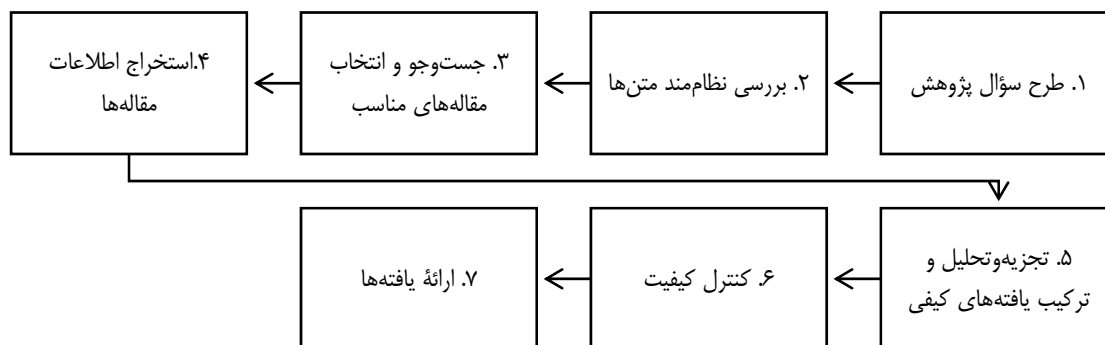 ۱. طرح سؤال پژوهش
۲. بررسی نظام‌مند متن‌ها
۳. جست‌وجو و انتخاب
مقاله‌های مناسب
۴.استخراج اطلاعات
مقاله‌ها
۵. تجزیه‌وتحلیل و
ترکیب یافته‌های کیفی
۶. کنترل کیفیت
۷. ارائۀ یافته‌ها